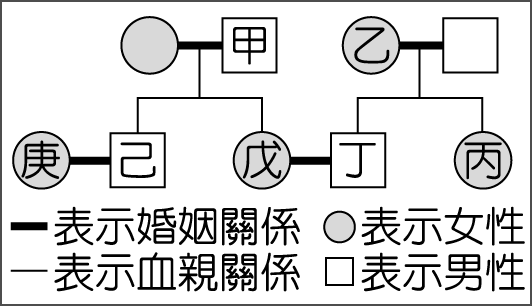 甲 乙
庚 己 戊 丁 丙
表示婚姻關係 表示女性
表示血親關係 表示男性